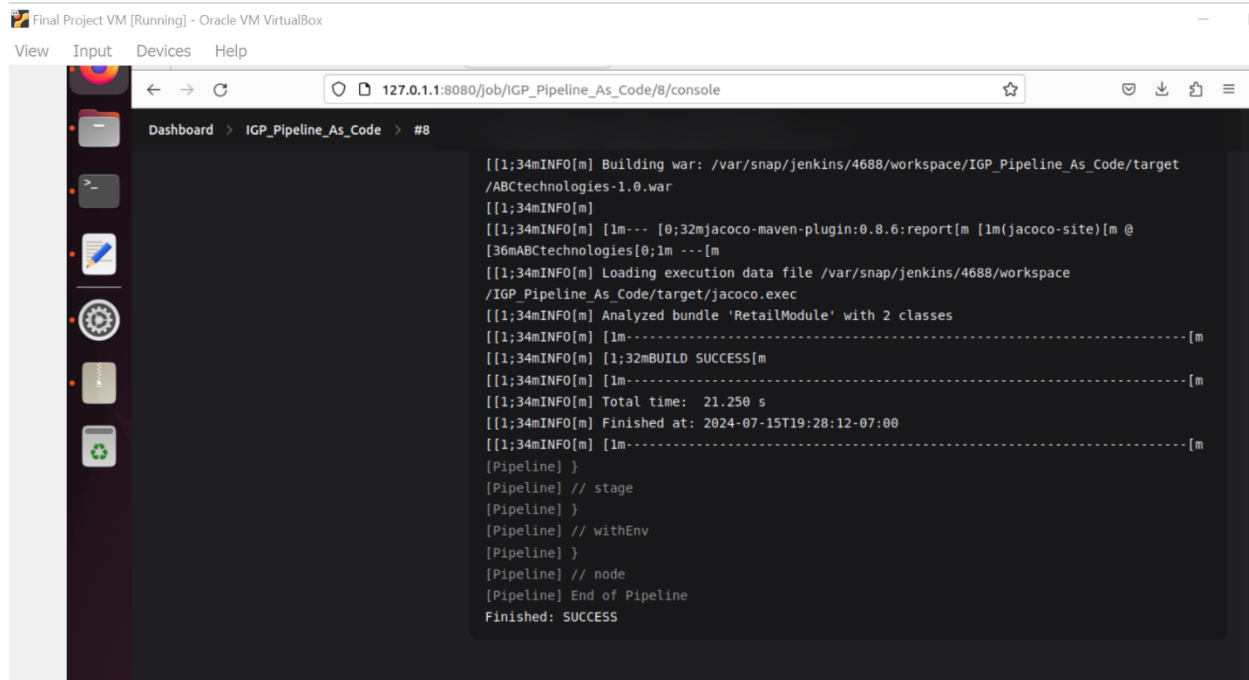 Final Project VM [Running] - Oracle VM VirtualBox
View Input Devices Help
127.0.1.1:8080/job/IGP_Pipeline_As_Code/8/console
Dashboard > IGP_Pipeline_As_Code > #8
[[1;34mINFO[m] Building war: /var/snap/jenkins/4688/workspace/IGP_Pipeline_As_Code/target
/ABCtechnologies-1.0.war
[[1;34mINFO[m]
[[1;34mINFO[m] [1m--- [0;32mjacoco-maven-plugin:0.8.6:report[m [1m(jacoco-site)[m @
[36mABCtechnologies[0;1m ---[m
[[1;34mINFO[m] Loading execution data file /var/snap/jenkins/4688/workspace
/IGP_Pipeline_As_Code/target/jacoco.exec
[[1;34mINFO[m] Analyzed bundle 'RetailModule' with 2 classes
[[1;34mINFO[m] [1m------------------------------------------------------------------------[m
[[1;34mINFO[m] [1;32mBUILD SUCCESS[m
[[1;34mINFO[m] [1m------------------------------------------------------------------------[m
[[1;34mINFO[m] Total time:  21.250 s
[[1;34mINFO[m] Finished at: 2024-07-15T19:28:12-07:00
[[1;34mINFO[m] [1m------------------------------------------------------------------------[m
[Pipeline] }
[Pipeline] // stage
[Pipeline] }
[Pipeline] // withEnv
[Pipeline] }
[Pipeline] // node
[Pipeline] End of Pipeline
Finished: SUCCESS